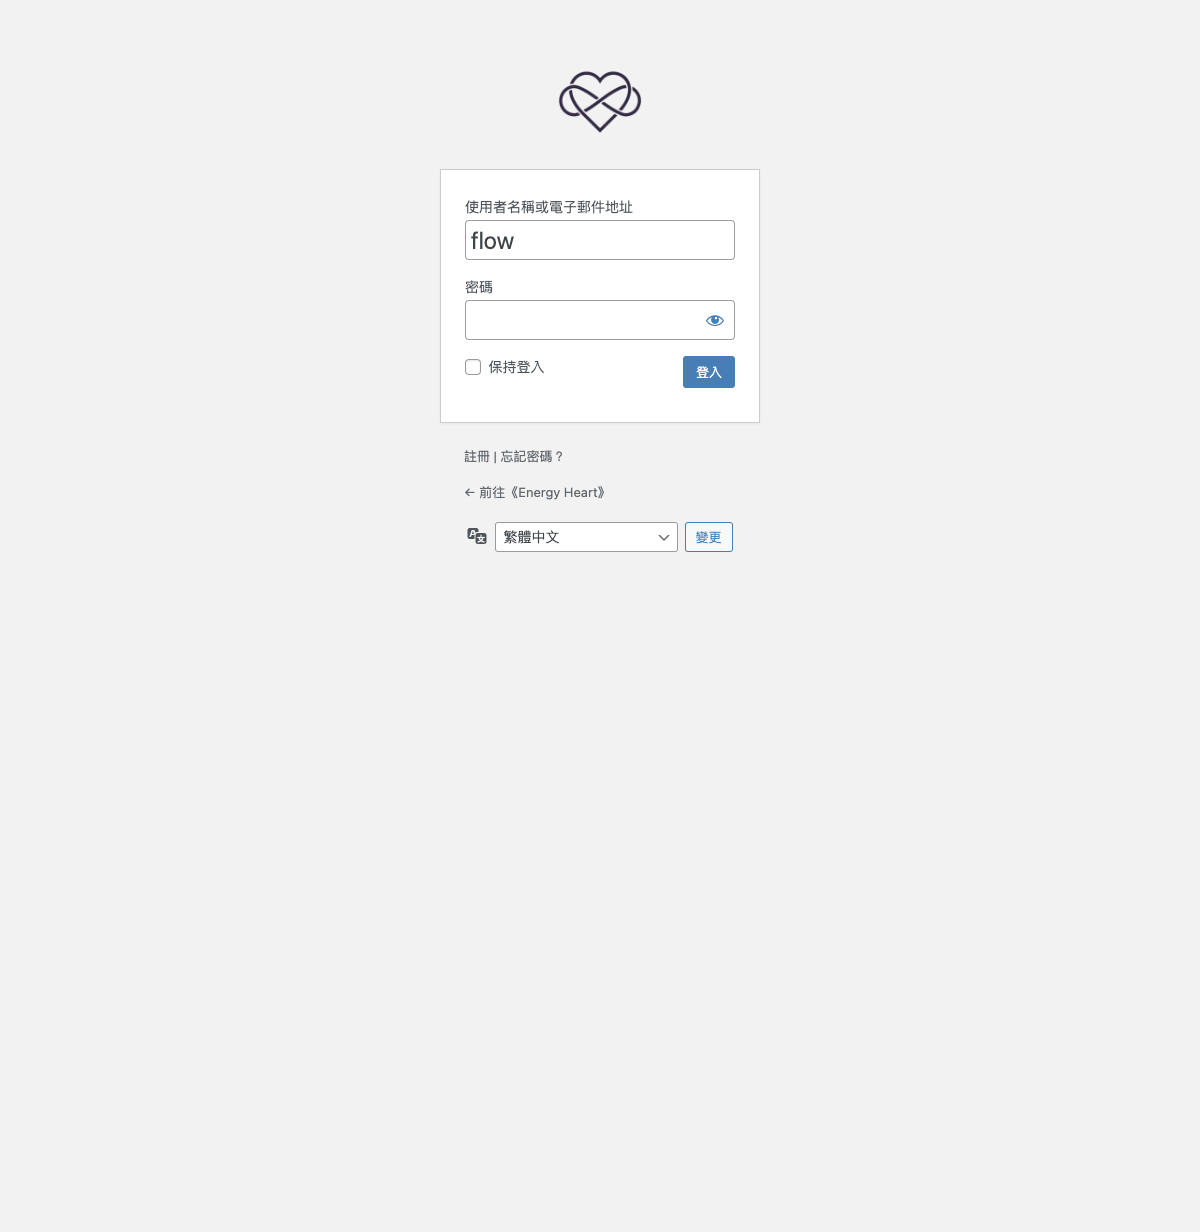 使用者名稱或電子郵件地址
flow
密碼
保持登入
登入
註冊 | 忘記密碼？
← 前往《Energy Heart》
繁體中文
變更